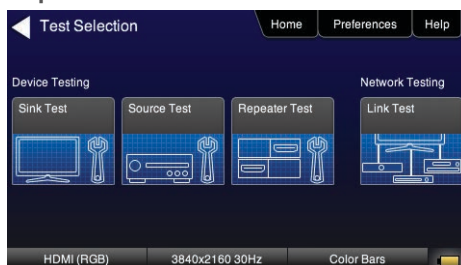 Test Selection
Home
Preferences
Help
Device Testing
Network Testing
Sink Test
Source Test
Repeater Test
Link Test
HDMI (RGB)
3840x2160 30Hz
Color Bars